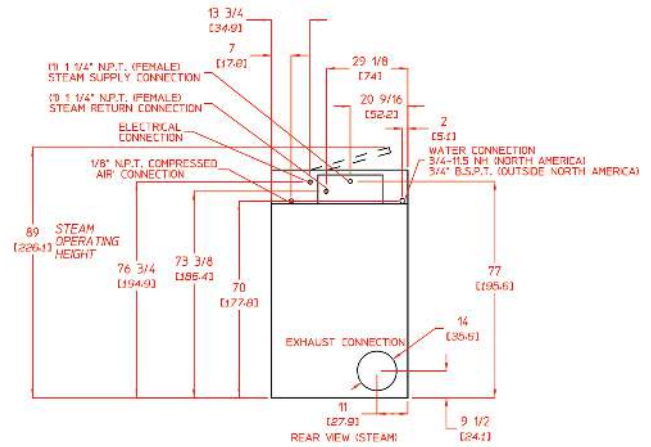 13 3/4
[34.9]
7
[17.8]
29 1/8
[74]
(1) 1 1/4" N.P.T. (FEMALE)
STEAM SUPPLY CONNECTION
20 9/16
[52.2]
(1) 1 1/4" N.P.T. (FEMALE)
STEAM RETURN CONNECTION
2
[5.1]
ELECTRICAL
CONNECTION
WATER CONNECTION
3/4-11.5 NH (NORTH AMERICA)
3/4" B.S.P.T. (OUTSIDE NORTH AMERICA)
1/8" N.P.T. COMPRESSED
AIR' CONNECTION
89
[226.1]
STEAM
OPERATING
HEIGHT
76 3/4
[194.9]
73 3/8
[186.4]
70
[177.8]
77
[195.6]
14
[35.6]
EXHAUST CONNECTION
11
[27.9]
9 1/2
[24.1]
REAR VIEW (STEAM)